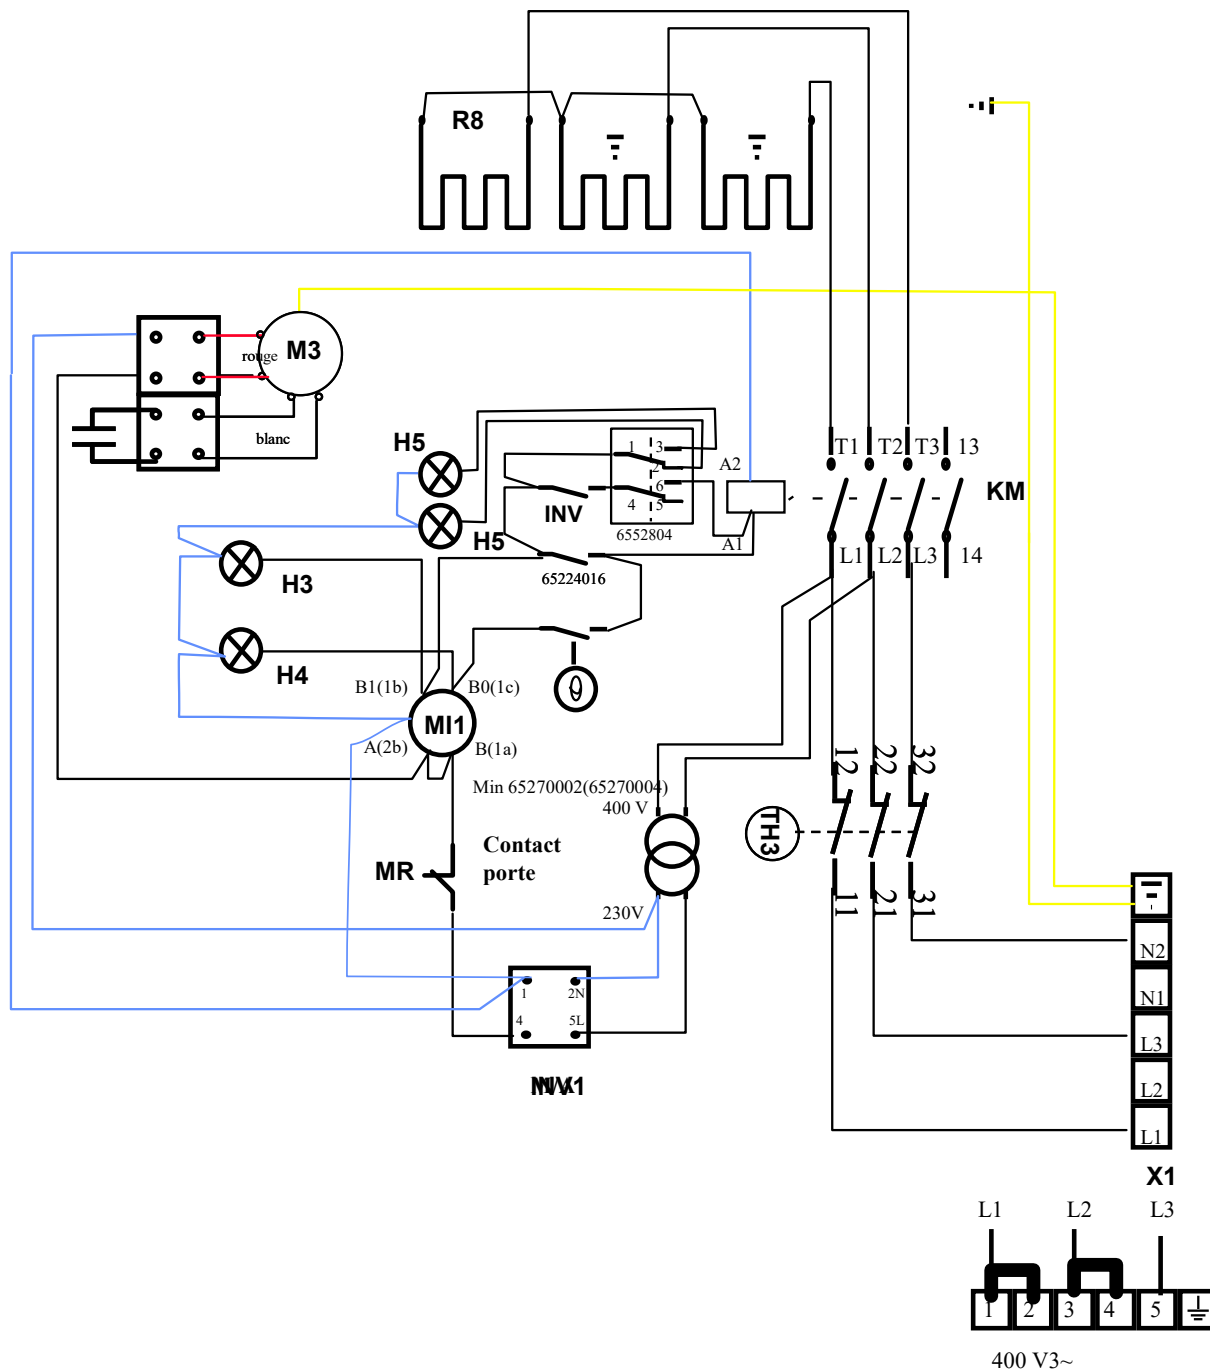 R8
M3
rouge
blanc
H5
1
3
2
6
4
5
A2
T1
T2
T3
13
KM
INV
6552804
A1
H5
L1
L2
L3
14
65224016
H3
H4
B1(1b)
B0(1c)
MI1
A(2b)
B(1a)
12
22
32
Min 65270002(65270004)
400 V
TH3
Contact
porte
MR
230V
11
21
31
N2
N1
L3
L2
L1
1
2N
4
5L
X1
L1
L2
L3
1
2
3
4
5
400 V3~